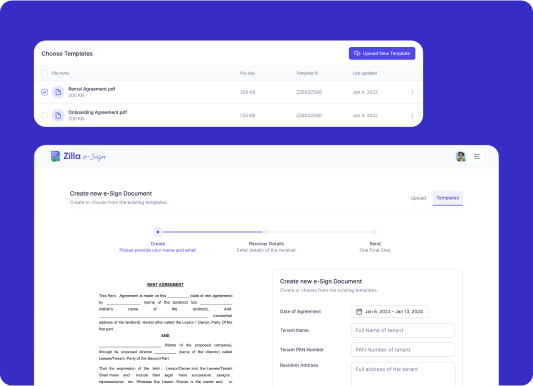 Choose Templates
Upload New Template
File name File size Template ID Last updated
Rental Agreement.pdf
200 KB 200 KB ZZB0325AR Jan 4, 2022
Onboarding Agreement.pdf
200 KB 720 KB ZZB0325AR Jan 4, 2022
Zilla e-Sign
Create new e-Sign Document
Create or choose from the existing templates.
Upload Templates
Create Receiver Details Send
Please provide your name and email Enter details of the receiver One Final Step
RENT AGREEMENT
This Rent Agreement is made on this ________ (date of rent agreement)
by ____________ (name of the landlord) S/o ____________
(father's name of the landlord), Add:
____________ (residential
address of the landlord). Herein after called the Lessor / Owner, Party Of the
first part
AND
____________ (Name of the proposed company),
through its proposed director ________ (name of the director) called
Lessee/Tenant, Party of the Second Part
That the expression of the term , Lessor/Owner and the Lessee/Tenant
Shall mean and include their legal heirs successors , assigns ,
representative etc. Whereas the Lessor /Owner is the owner and in
Create new e-Sign Document
Create or choose from the existing templates.
Date of Agreement Jan 6, 2023 – Jan 13, 2024
Tenant Name Full Name of tenant
Tenant PAN Number PAN Number of tenant
Resident Address Full address of the tenant